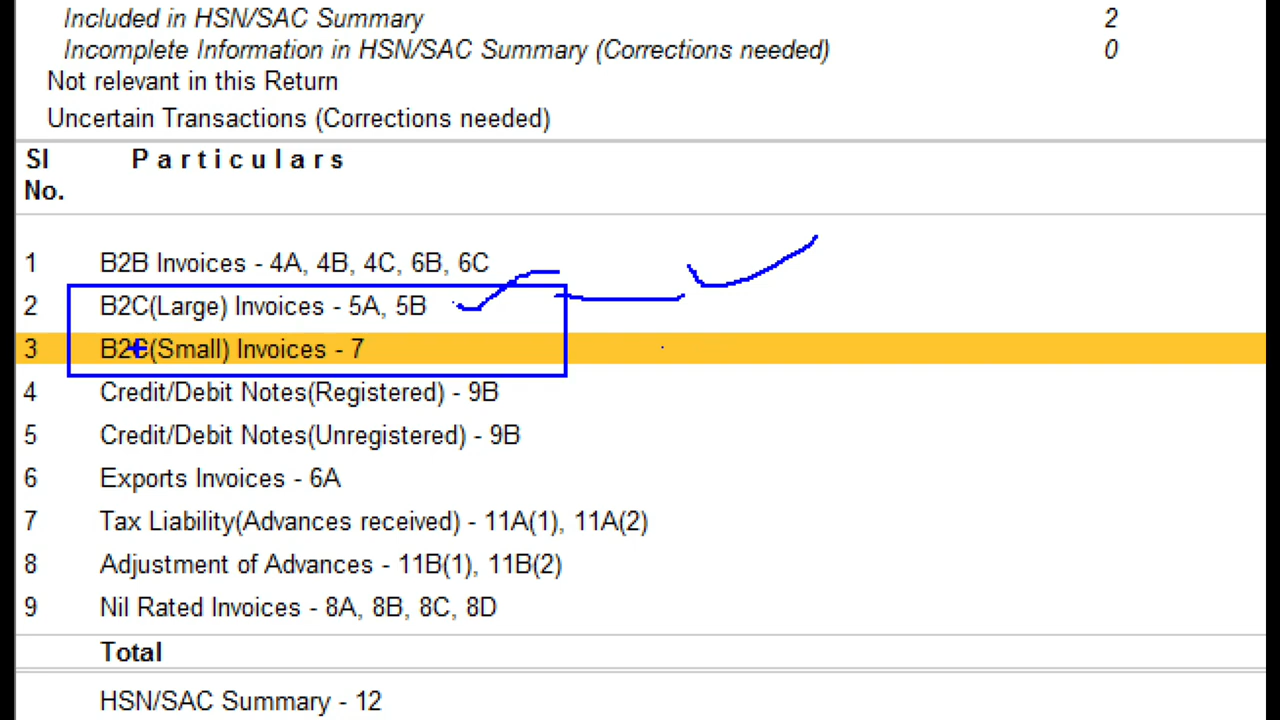 Included in HSN/SAC Summary 2
Incomplete Information in HSN/SAC Summary (Corrections needed) 0
Not relevant in this Return
Uncertain Transactions (Corrections needed)
Sl Particulars
No.
1 B2B Invoices - 4A, 4B, 4C, 6B, 6C
2 B2C(Large) Invoices - 5A, 5B
3 B2C(Small) Invoices - 7
4 Credit/Debit Notes(Registered) - 9B
5 Credit/Debit Notes(Unregistered) - 9B
6 Exports Invoices - 6A
7 Tax Liability(Advances received) - 11A(1), 11A(2)
8 Adjustment of Advances - 11B(1), 11B(2)
9 Nil Rated Invoices - 8A, 8B, 8C, 8D
Total
HSN/SAC Summary - 12